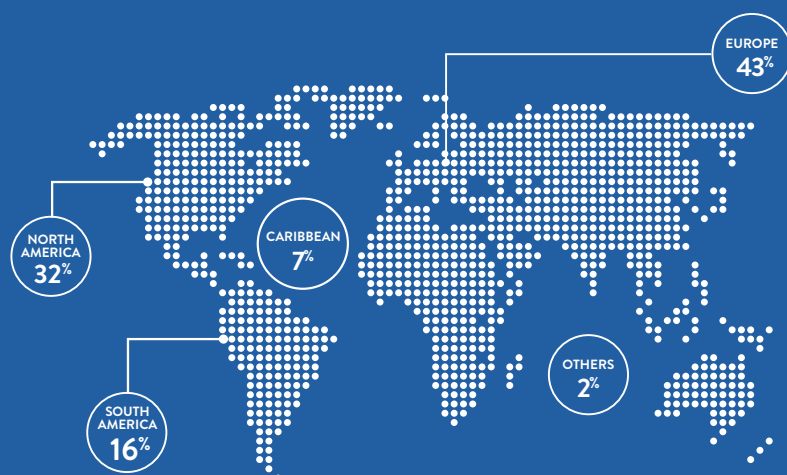 EUROPE
43%
NORTH
AMERICA
32%
CARIBBEAN
7%
OTHERS
2%
SOUTH
AMERICA
16%